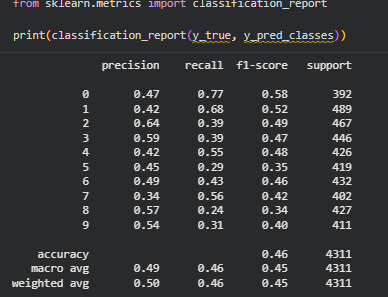 from sklearn.metrics import classification_report
print(classification_report(y_true, y_pred_classes))
precision recall f1-score support
0 0.47 0.77 0.58 392
1 0.42 0.68 0.52 489
2 0.64 0.39 0.49 467
3 0.59 0.39 0.47 446
4 0.42 0.55 0.48 426
5 0.45 0.29 0.35 419
6 0.49 0.43 0.46 432
7 0.34 0.56 0.42 402
8 0.57 0.24 0.34 427
9 0.54 0.31 0.40 411
accuracy 0.46 4311
macro avg 0.49 0.46 0.45 4311
weighted avg 0.50 0.46 0.45 4311